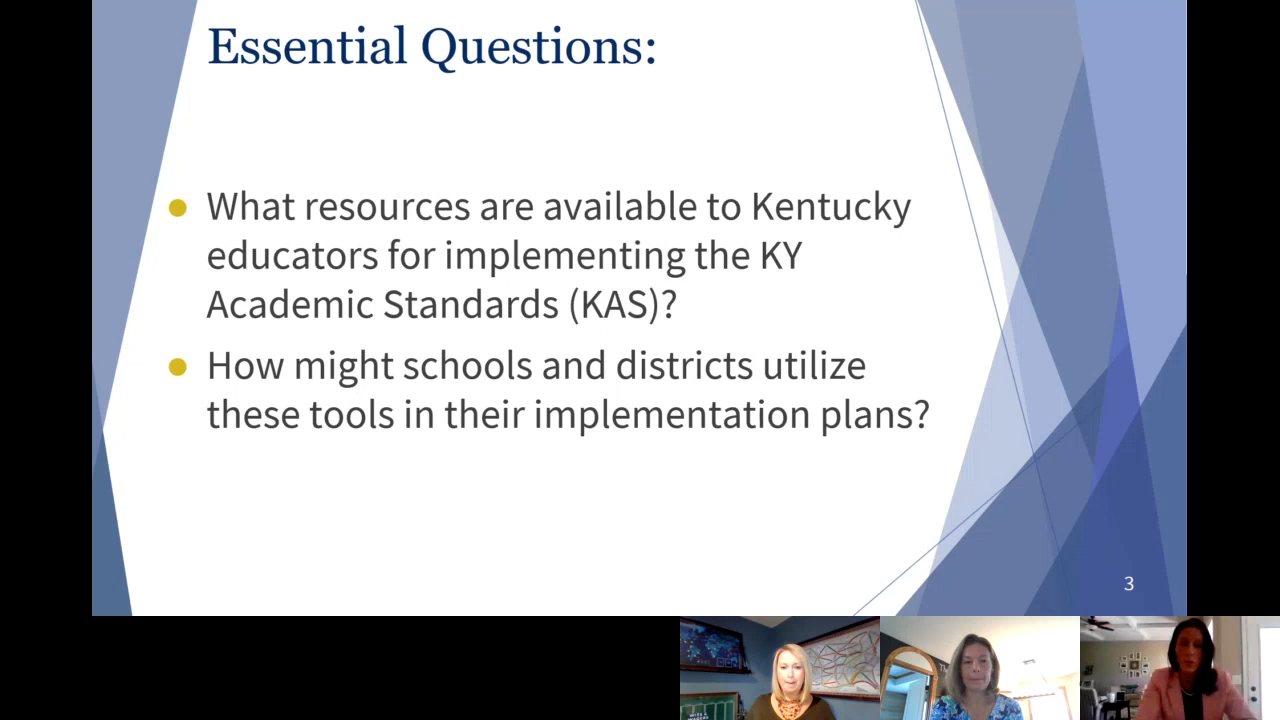 Essential Questions:
What resources are available to Kentucky
educators for implementing the KY
Academic Standards (KAS)?
How might schools and districts utilize
these tools in their implementation plans?
3